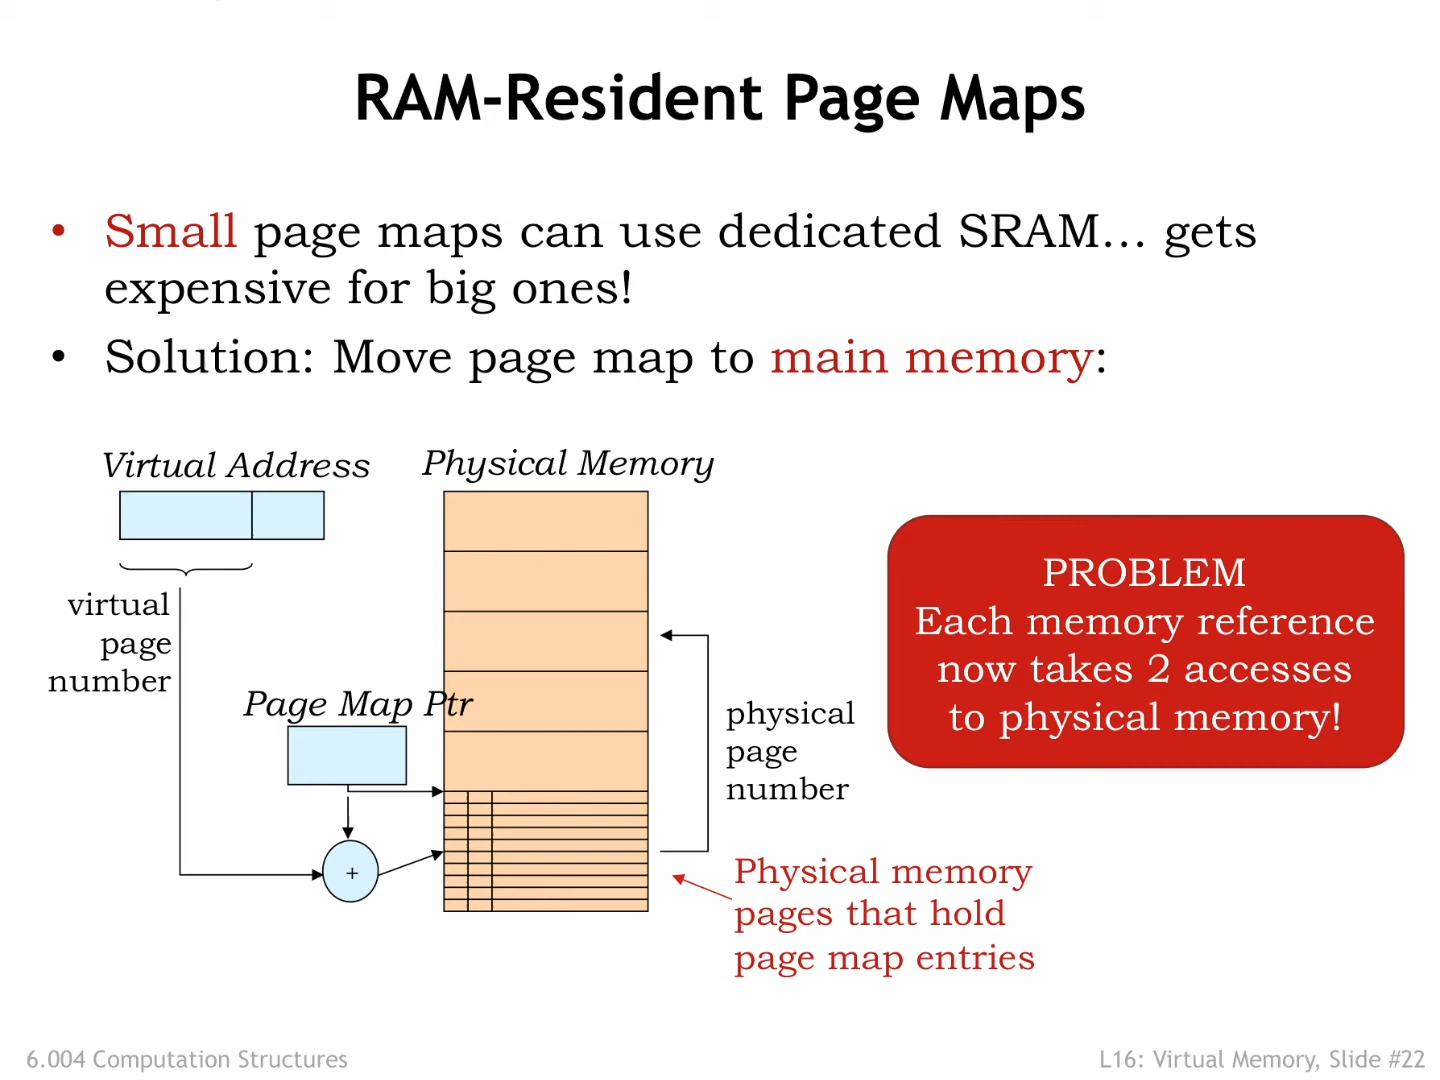 RAM-Resident Page Maps
• Small page maps can use dedicated SRAM... gets
expensive for big ones!
• Solution: Move page map to main memory:
Virtual Address
Physical Memory
virtual
page
number
Page Map Ptr
+
physical
page
number
PROBLEM
Each memory reference
now takes 2 accesses
to physical memory!
Physical memory
pages that hold
page map entries
6.004 Computation Structures
L16: Virtual Memory, Slide #22